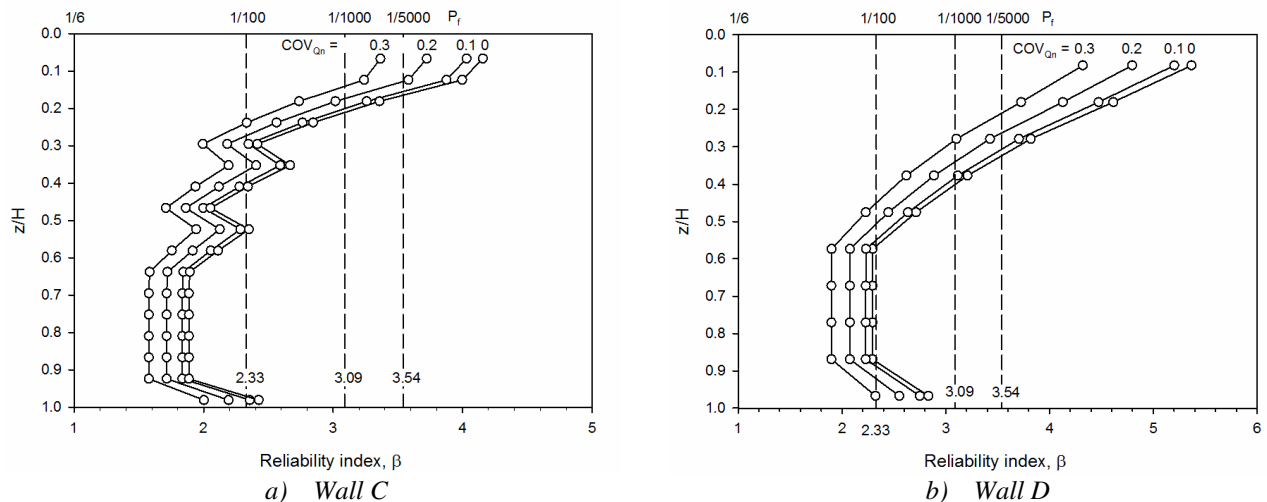 1/6 1/100 1/1000 1/5000 Pf
COVQn = 0.3 0.2 0.1 0
0.0
0.1
0.2
0.3
0.4
0.5
0.6
0.7
0.8
0.9
1.0
z/H
2.33 3.09 3.54
1 2 3 4 5
Reliability index, β
a) Wall C
1/6 1/100 1/1000 1/5000 Pf
COVQn = 0.3 0.2 0.1 0
0.0
0.1
0.2
0.3
0.4
0.5
0.6
0.7
0.8
0.9
1.0
z/H
3.09 3.54
1 2 2.33 3 4 5 6
Reliability index, β
b) Wall D